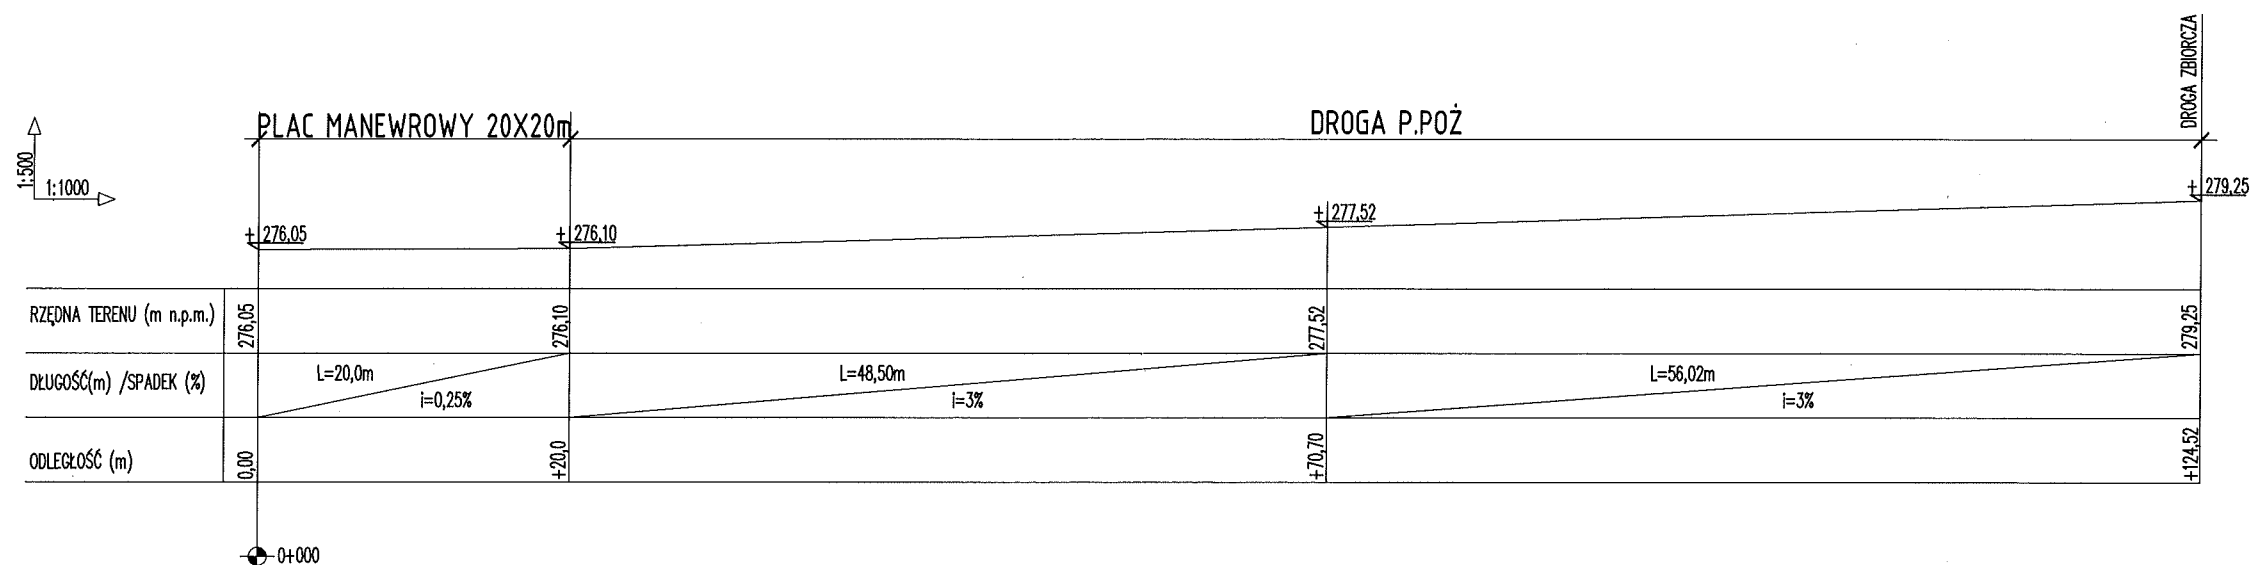 DROGA ZBIORCZA
PLAC MANEWROWY 20X20m
DROGA P.POŻ
1:500
1:1000
279,25
277,52
276,05
276,10
RZĘDNA TERENU (m n.p.m.)
276,05
276,10
277,52
279,25
DŁUGOŚĆ(m) /SPADEK (%)
L=20,0m
i=0,25%
L=48,50m
i=3%
L=56,02m
i=3%
ODLEGŁOŚĆ (m)
0,00
+20,0
+70,70
+124,52
0+000